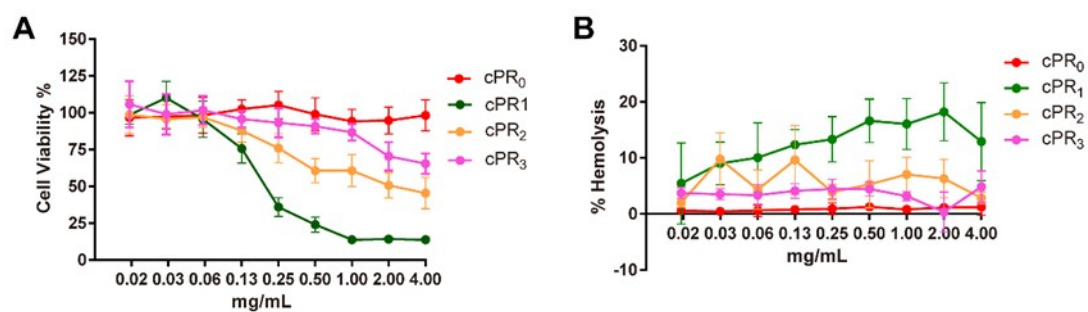 A
Cell Viability %
150
125
100
75
50
25
0
0.02 0.03 0.06 0.13 0.25 0.50 1.00 2.00 4.00
mg/mL
cPR0
cPR1
cPR2
cPR3
B
% Hemolysis
30
20
10
0
-10
0.02 0.03 0.06 0.13 0.25 0.50 1.00 2.00 4.00
mg/mL
cPR0
cPR1
cPR2
cPR3